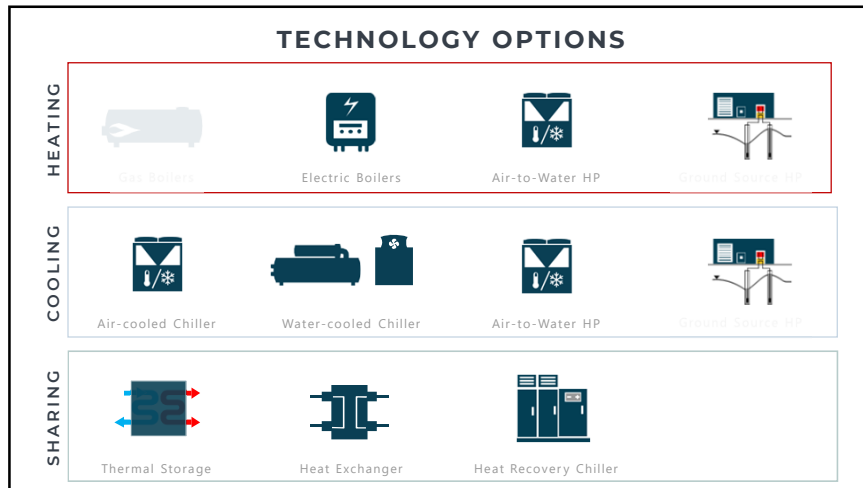 TECHNOLOGY OPTIONS
HEATING
Gas Boilers
Electric Boilers
Air-to-Water HP
Ground Source HP
COOLING
Air-cooled Chiller
Water-cooled Chiller
Air-to-Water HP
Ground Source HP
SHARING
Thermal Storage
Heat Exchanger
Heat Recovery Chiller